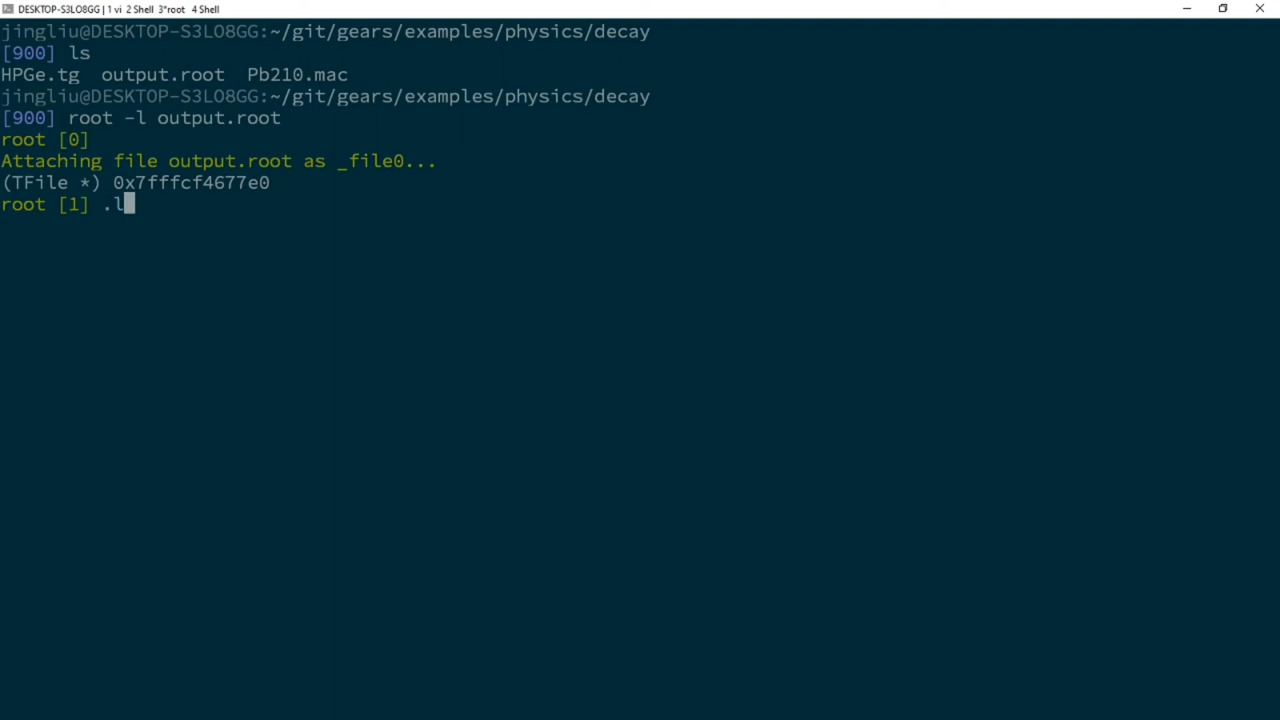 DESKTOP-S3LO8GG | 1 vi 2 Shell 3*root 4 Shell
jingliu@DESKTOP-S3LO8GG:~/git/gears/examples/physics/decay
[900] ls
HPGe.tg output.root Pb210.mac
jingliu@DESKTOP-S3LO8GG:~/git/gears/examples/physics/decay
[900] root -l output.root
root [0]
Attaching file output.root as _file0...
(TFile *) 0x7fffcf4677e0
root [1] .l